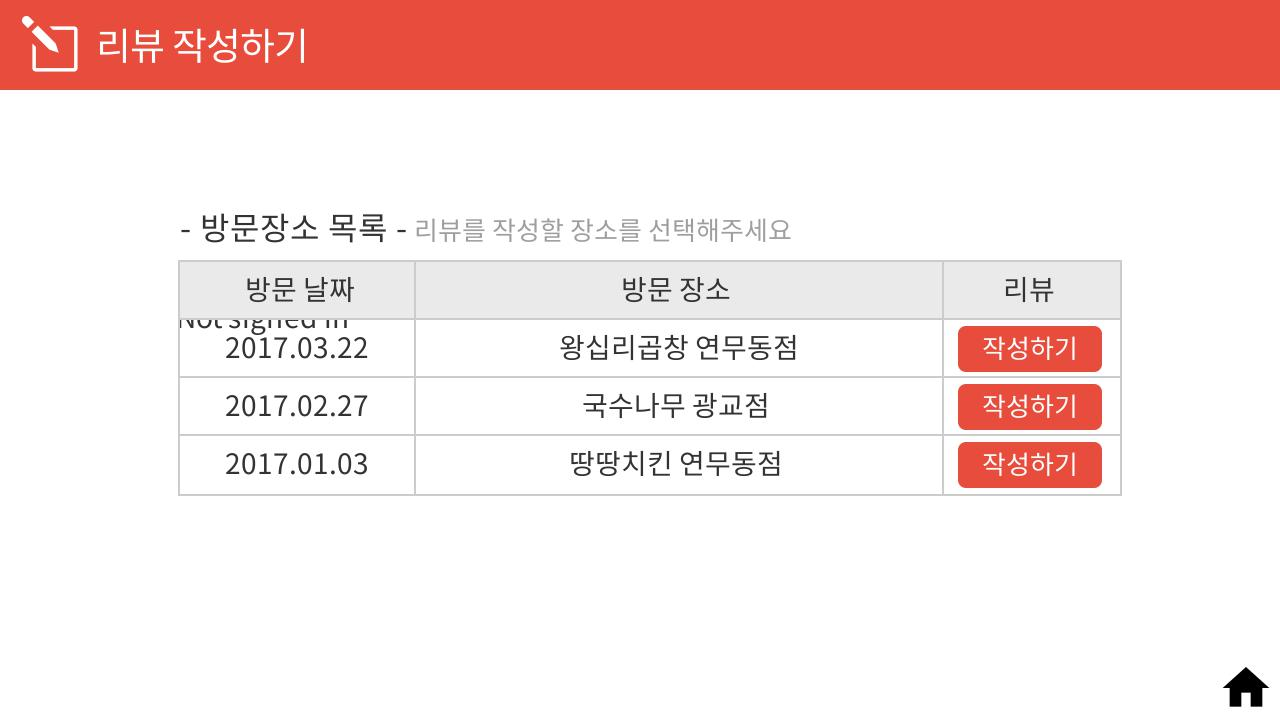 리뷰 작성하기
- 방문장소 목록 - 리뷰를 작성할 장소를 선택해주세요
방문 날짜 방문 장소 리뷰
Not signed in
2017.03.22 왕십리곱창 연무동점 작성하기
2017.02.27 국수나무 광교점 작성하기
2017.01.03 땅땅치킨 연무동점 작성하기